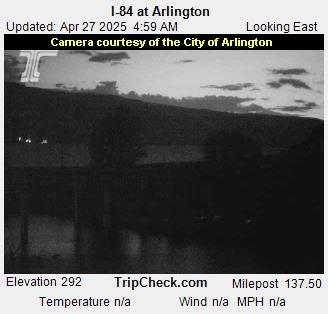 I-84 at Arlington
Updated: Apr 27 2025 4:59 AM Looking East
Camera courtesy of the City of Arlington
Elevation 292 TripCheck.com Milepost 137.50
Temperature n/a Wind n/a MPH n/a